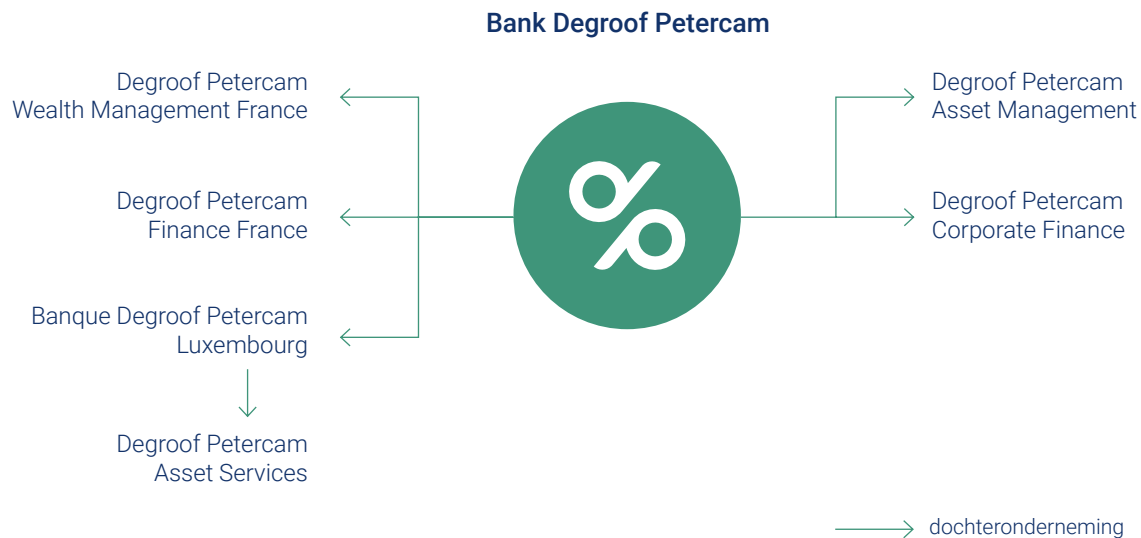 Bank Degroof Petercam
Degroof Petercam
Wealth Management France
Degroof Petercam
Finance France
Banque Degroof Petercam
Luxembourg
Degroof Petercam
Asset Services
Degroof Petercam
Asset Management
Degroof Petercam
Corporate Finance
dochteronderneming